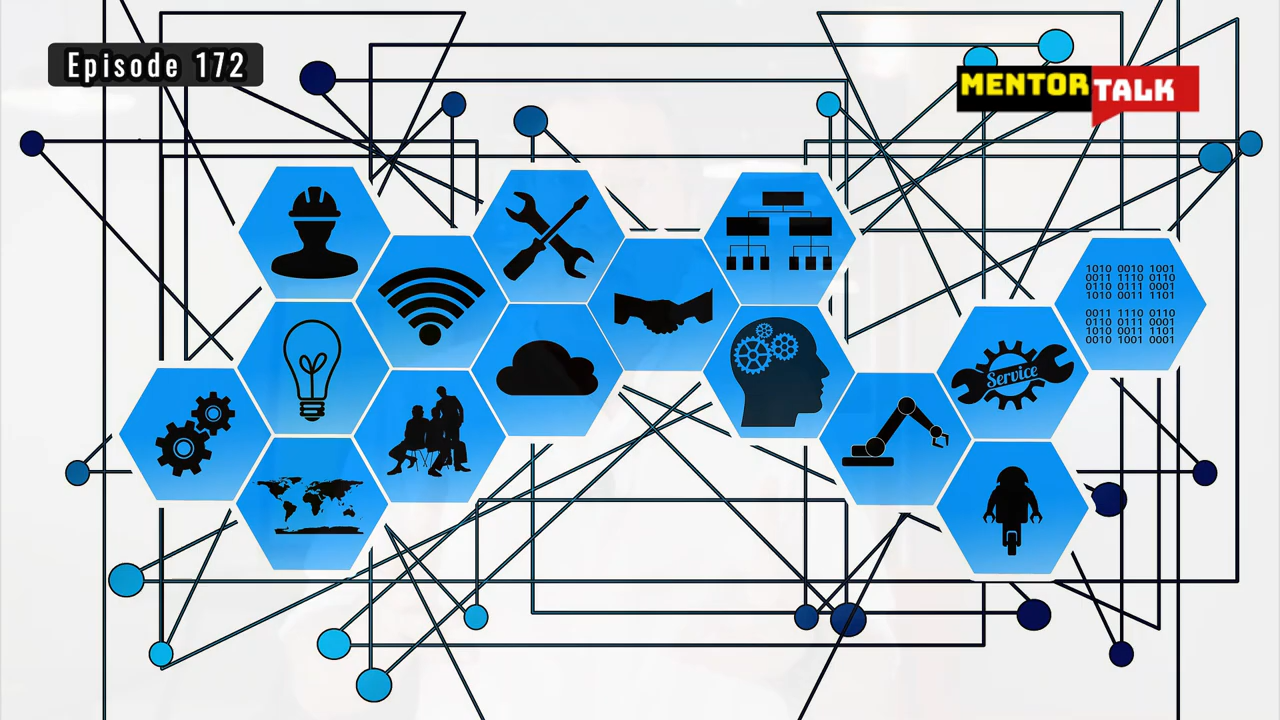 Episode 172
MENTOR TALK
1010 0010 1001
0011 1110 0110
0110 0111 0001
1010 0011 1101
0011 1110 0110
0110 0111 0001
1010 0011 1101
0010 1001 0001
Service